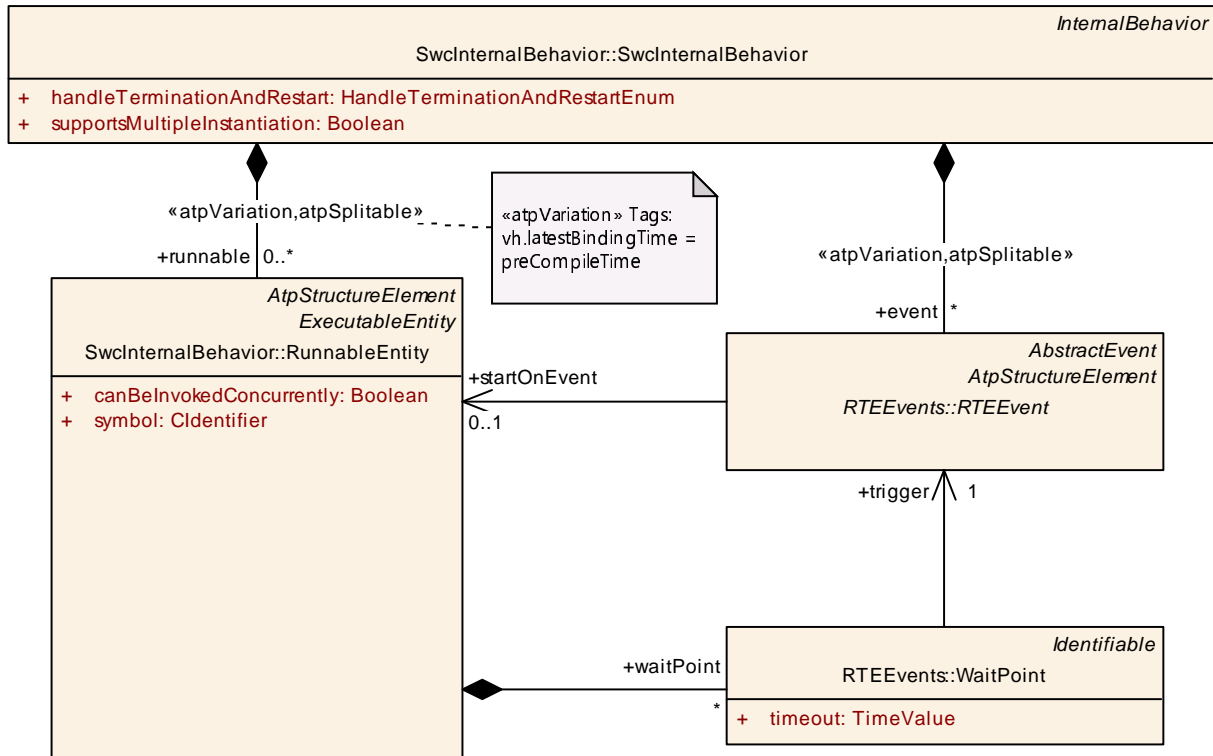 InternalBehavior
SwcInternalBehavior::SwcInternalBehavior
+ handleTerminationAndRestart: HandleTerminationAndRestartEnum
+ supportsMultipleInstantiation: Boolean
«atpVariation,atpSplitable»
«atpVariation» Tags:
vh.latestBindingTime =
preCompileTime
+runnable 0..*
«atpVariation,atpSplitable»
+event *
AtpStructureElement
ExecutableEntity
SwcInternalBehavior::RunnableEntity
+ canBeInvokedConcurrently: Boolean
+ symbol: CIdentifier
+startOnEvent
0..1
AbstractEvent
AtpStructureElement
RTEEvents::RTEEvent
+trigger 1
+waitPoint
*
Identifiable
RTEEvents::WaitPoint
+ timeout: TimeValue